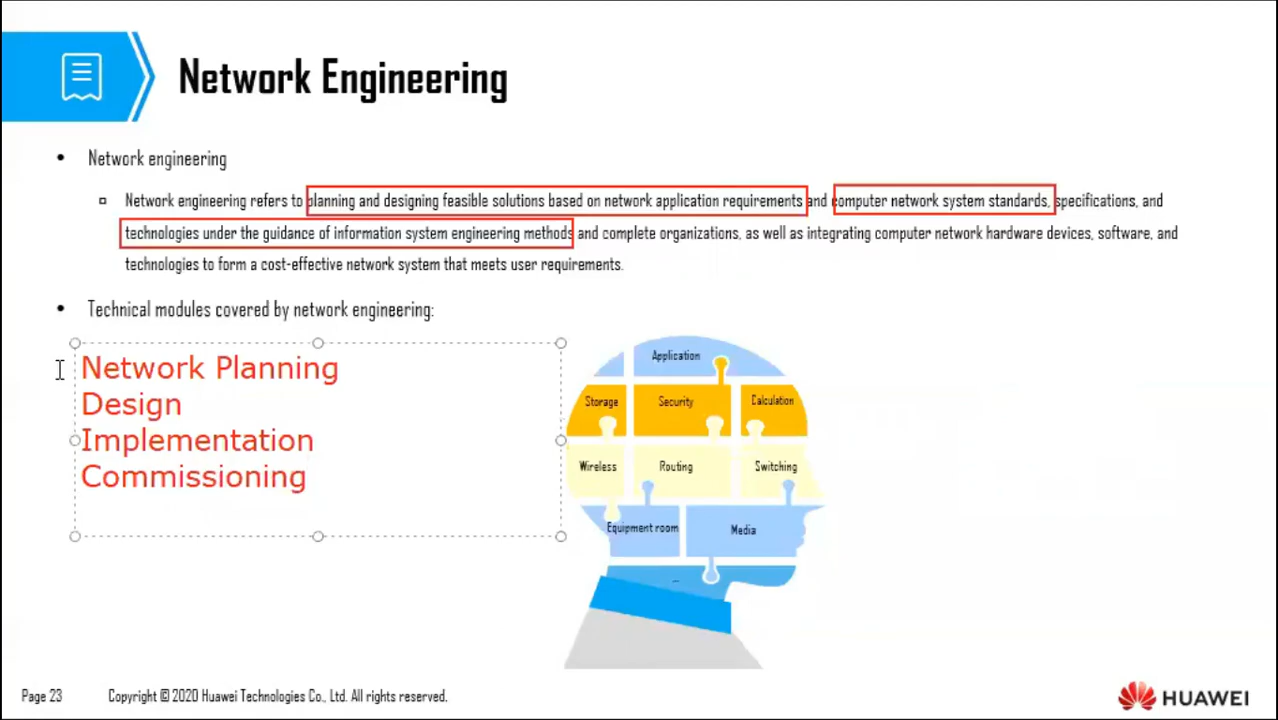 Network Engineering
• Network engineering
Network engineering refers to planning and designing feasible solutions based on network application requirements and computer network system standards, specifications, and
technologies under the guidance of information system engineering methods and complete organizations, as well as integrating computer network hardware devices, software, and
technologies to form a cost-effective network system that meets user requirements.
• Technical modules covered by network engineering:
Network Planning
Design
Implementation
Commissioning
Application
Storage Security Calculation
Wireless Routing Switching
Equipment room Media
Page 23 Copyright © 2020 Huawei Technologies Co., Ltd. All rights reserved.
HUAWEI